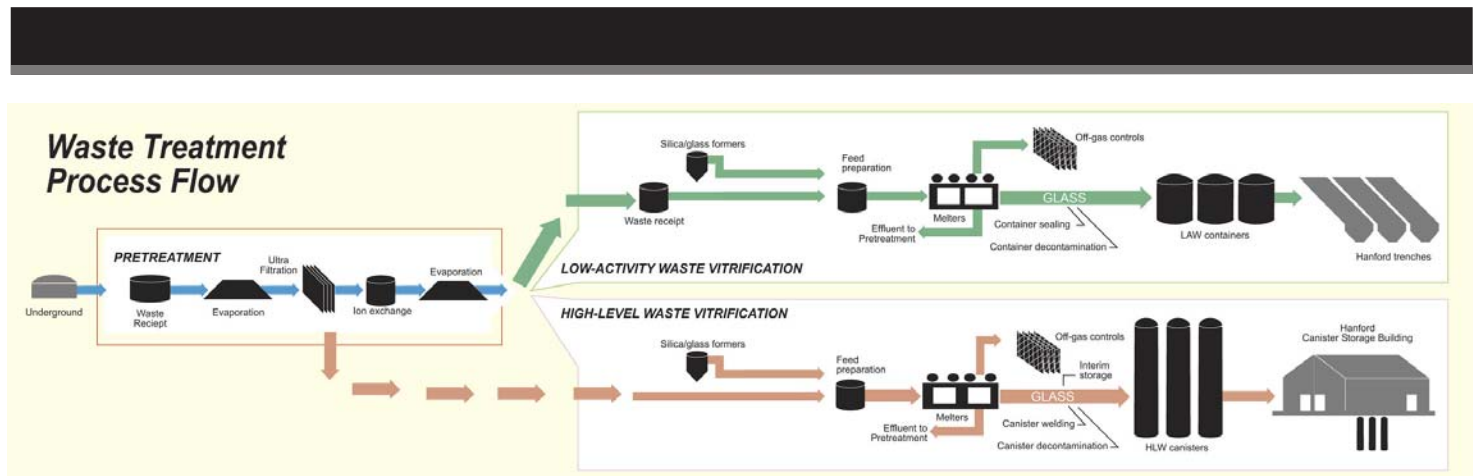 Waste Treatment
Process Flow
PRETREATMENT
Ultra
Filtration
Evaporation
Underground
Waste
Reciept
Evaporation
Ion exchange
Silica/glass formers
Waste receipt
Feed
preparation
Off-gas controls
Melters
Effluent to
Pretreatment
GLASS
Container sealing
Container decontamination
LAW containers
Hanford trenches
LOW-ACTIVITY WASTE VITRIFICATION
HIGH-LEVEL WASTE VITRIFICATION
Silica/glass formers
Feed
preparation
Off-gas controls
Interim
storage
Melters
Effluent to
Pretreatment
GLASS
Canister welding
Canister decontamination
HLW canisters
Hanford
Canister Storage Building